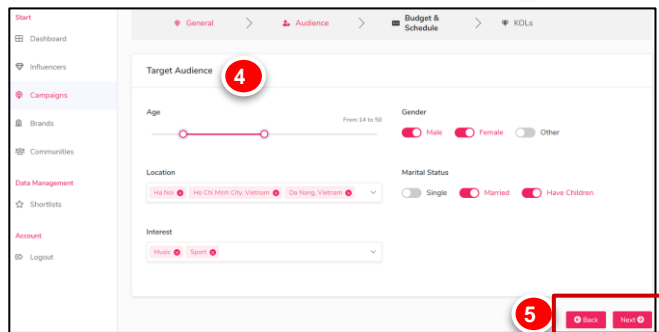 Start
Dashboard
Influencers
Campaigns
Brands
Communities
Data Management
Shortlists
Account
Logout
General
Audience
Budget &
Schedule
KOLs
Target Audience
4
Age
From 14 to 50
Gender
Male Female Other
Location
Ha Noi Ho Chi Minh City, Vietnam Da Nang, Vietnam
Marital Status
Single Married Have Children
Interest
Music Sport
5
Back Next